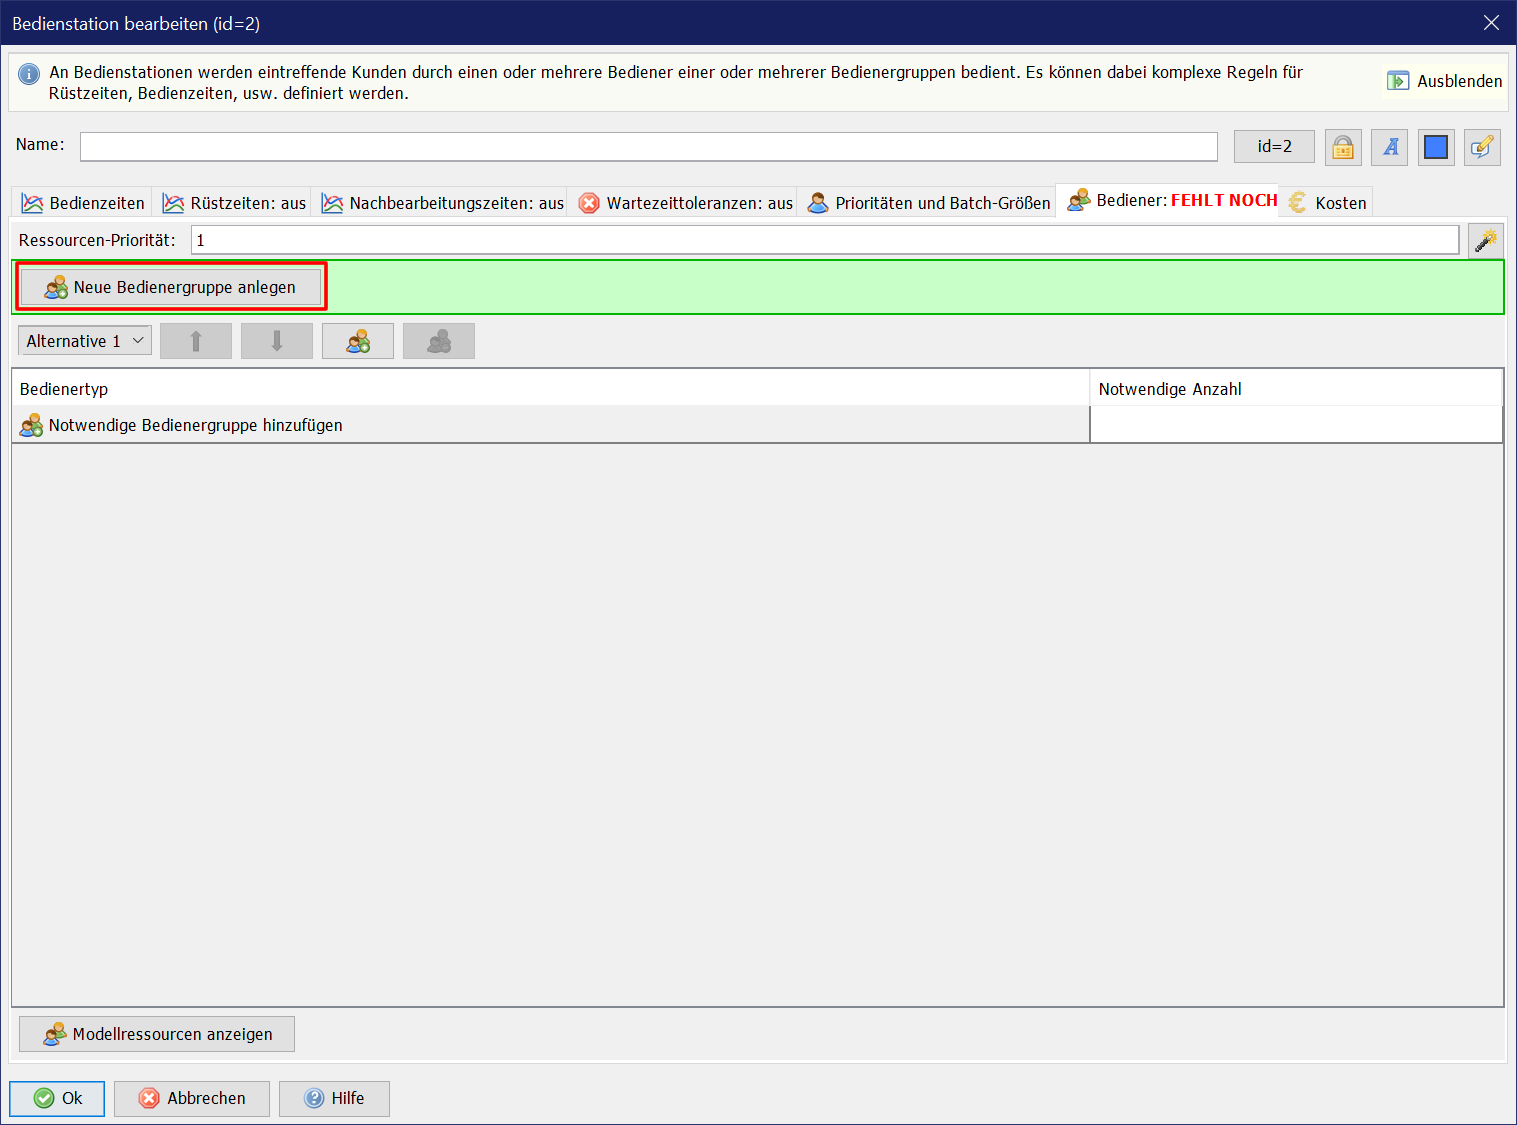 Bedienstation bearbeiten (id=2)
An Bedienstationen werden eintreffende Kunden durch einen oder mehrere Bediener einer oder mehrerer Bedienergruppen bedient. Es können dabei komplexe Regeln für
Rüstzeiten, Bedienzeiten, usw. definiert werden.
Ausblenden
Name:
id=2
A
Bedienzeiten
Rüstzeiten: aus
Nachbearbeitungszeiten: aus
Wartezeittoleranzen: aus
Prioritäten und Batch-Größen
Bediener: FEHLT NOCH
€ Kosten
Ressourcen-Priorität: 1
Neue Bedienergruppe anlegen
Alternative 1
Bedienertyp
Notwendige Anzahl
Notwendige Bedienergruppe hinzufügen
Modellressourcen anzeigen
Ok
Abbrechen
Hilfe